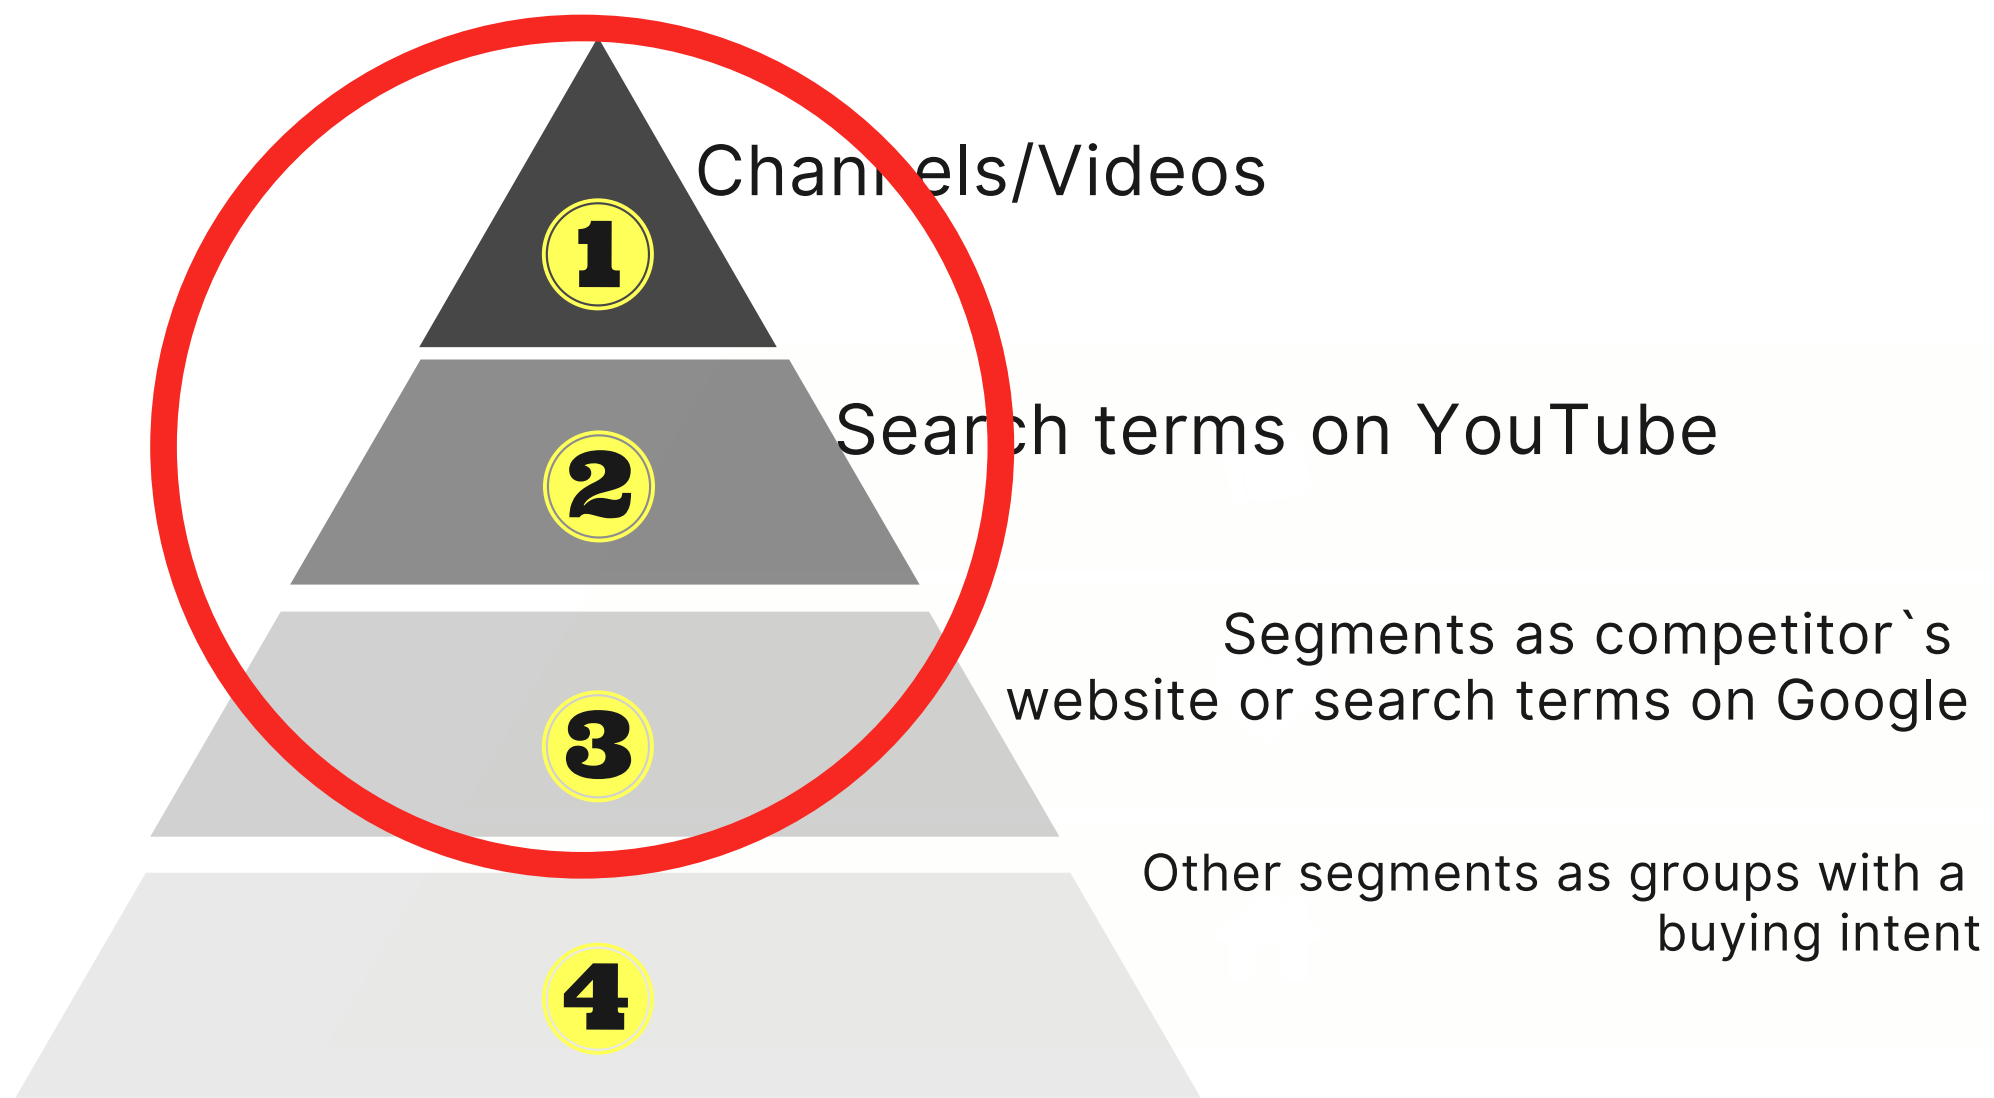 Channels/Videos
1
Search terms on YouTube
2
Segments as competitor`s
website or search terms on Google
3
Other segments as groups with a
buying intent
4